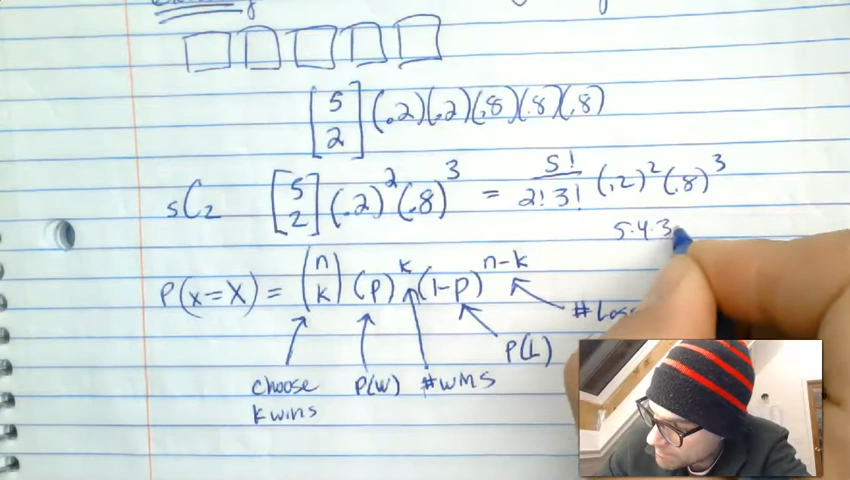 [5 2] (.2)(.2)(.8)(.8)(.8)
5C2 [5 2] (.2)^2 (.8)^3 = 5!/2!3! (.2)^2 (.8)^3
5.4.3
P(x=X) = (n k) (p)^k (1-p)^n-k
#Loss
P(L)
choose P(W) #wins
k wins